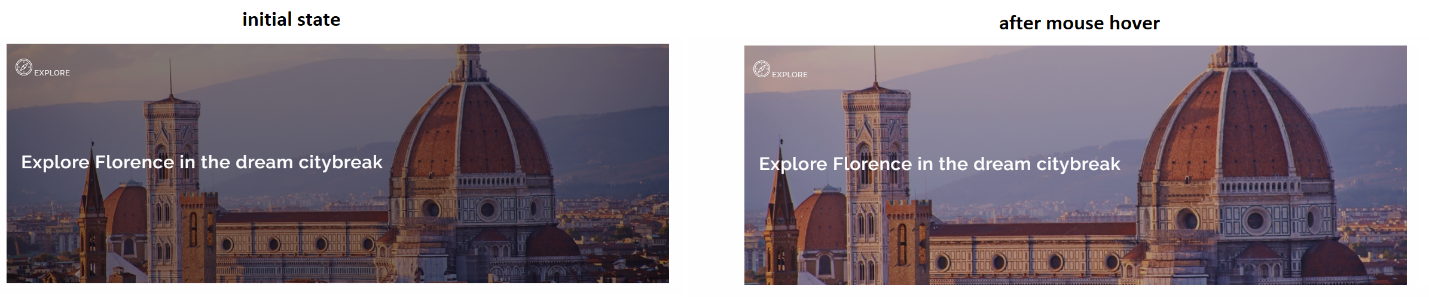 initial state
after mouse hover
EXPLORE
Explore Florence in the dream citybreak
EXPLORE
Explore Florence in the dream citybreak